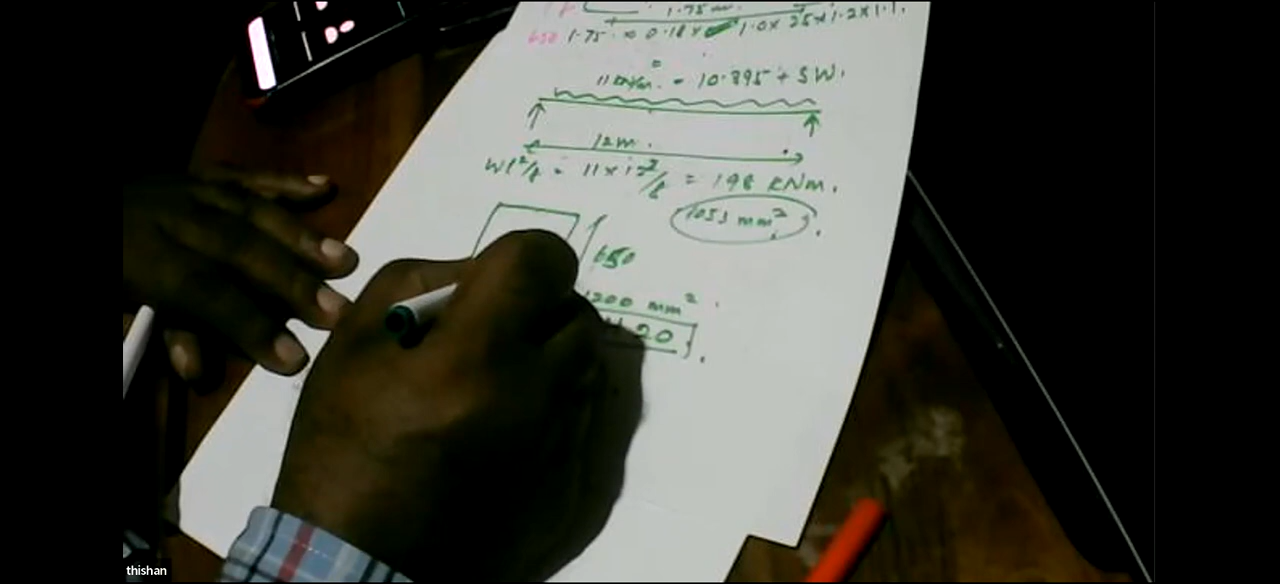 1.75 m.
650 1.75 × 0.18 × 1.0 × 25 × 1.2 × 1.1.
=
11 kN/m. = 10.395 + SW.
12m.
Wl²/8 = 11 × 12²/8 = 198 kNm.
1053 mm².
650
1200 mm².
20
thishan